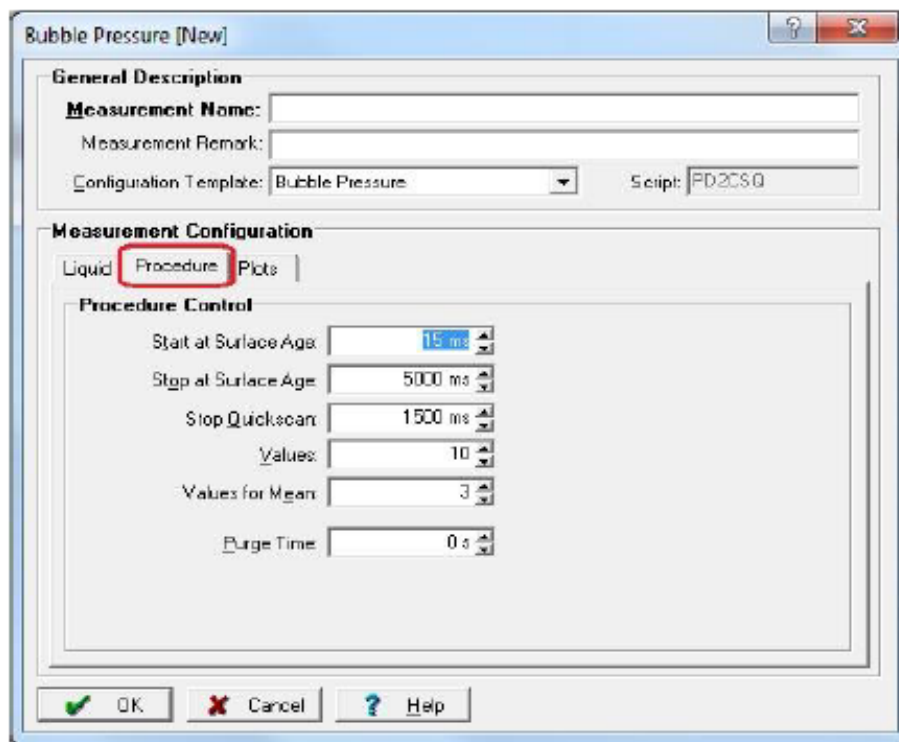 Bubble Pressure [New]
General Description
Measurement Name:
Measurement Remark:
Configuration Template: Bubble Pressure Script: PD2CSQ
Measurement Configuration
Liquid Procedure Plots
Procedure Control
Start at Surface Age: 15 ms
Stop at Surface Age: 5000 ms
Stop Quickscan: 1500 ms
Values: 10
Values for Mean: 3
Purge Time: 0 s
OK Cancel ? Help